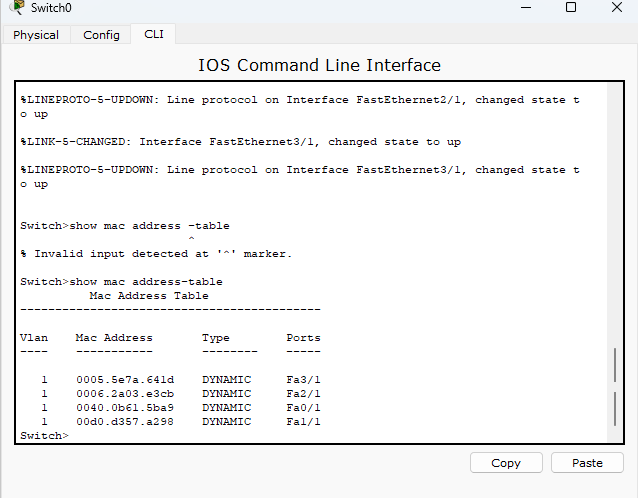 Switch0
Physical Config CLI
IOS Command Line Interface
%LINEPROTO-5-UPDOWN: Line protocol on Interface FastEthernet2/1, changed state t
o up
%LINK-5-CHANGED: Interface FastEthernet3/1, changed state to up
%LINEPROTO-5-UPDOWN: Line protocol on Interface FastEthernet3/1, changed state t
o up
Switch>show mac address -table
^
% Invalid input detected at '^' marker.
Switch>show mac address-table
Mac Address Table
-------------------------------------------
Vlan    Mac Address       Type        Ports
----    -----------       --------    -----
1    0005.5e7a.641d    DYNAMIC     Fa3/1
1    0006.2a03.e3cb    DYNAMIC     Fa2/1
1    0040.0b61.5ba9    DYNAMIC     Fa0/1
1    00d0.d357.a298    DYNAMIC     Fa1/1
Switch>
Copy Paste